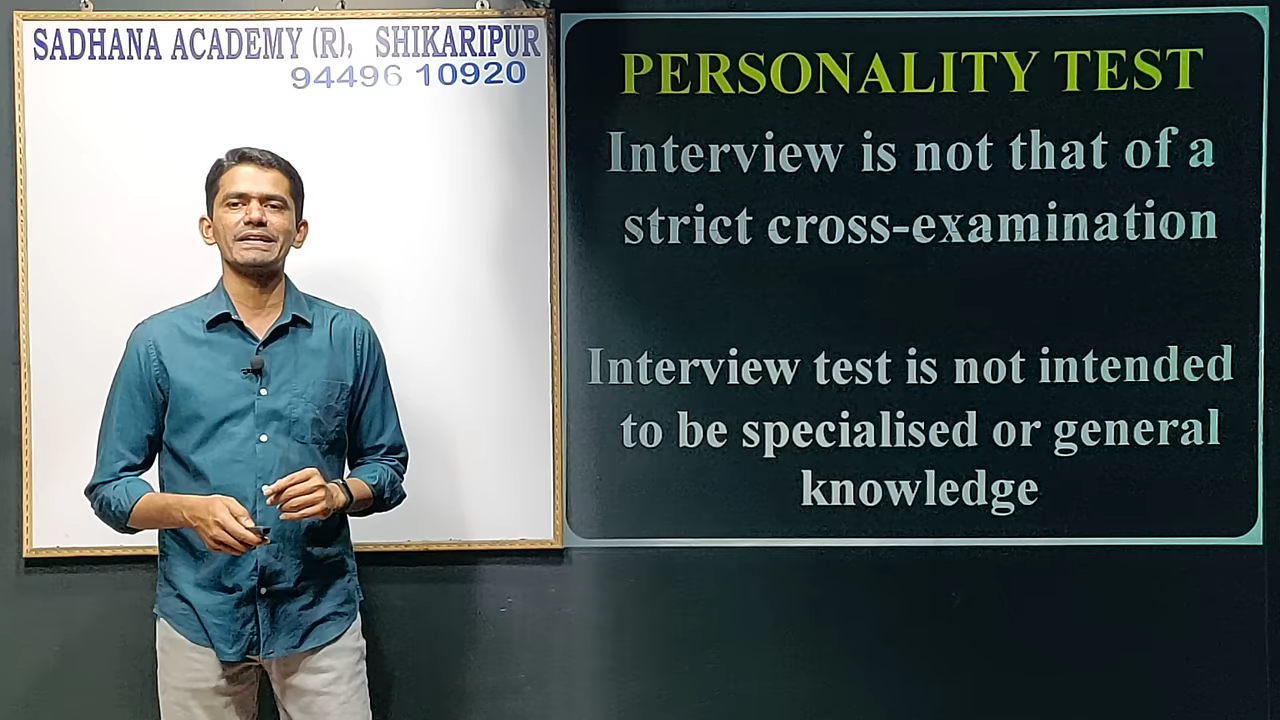 SADHANA ACADEMY (R), SHIKARIPUR
94496 10920
PERSONALITY TEST
Interview is not that of a
strict cross-examination
Interview test is not intended
to be specialised or general
knowledge